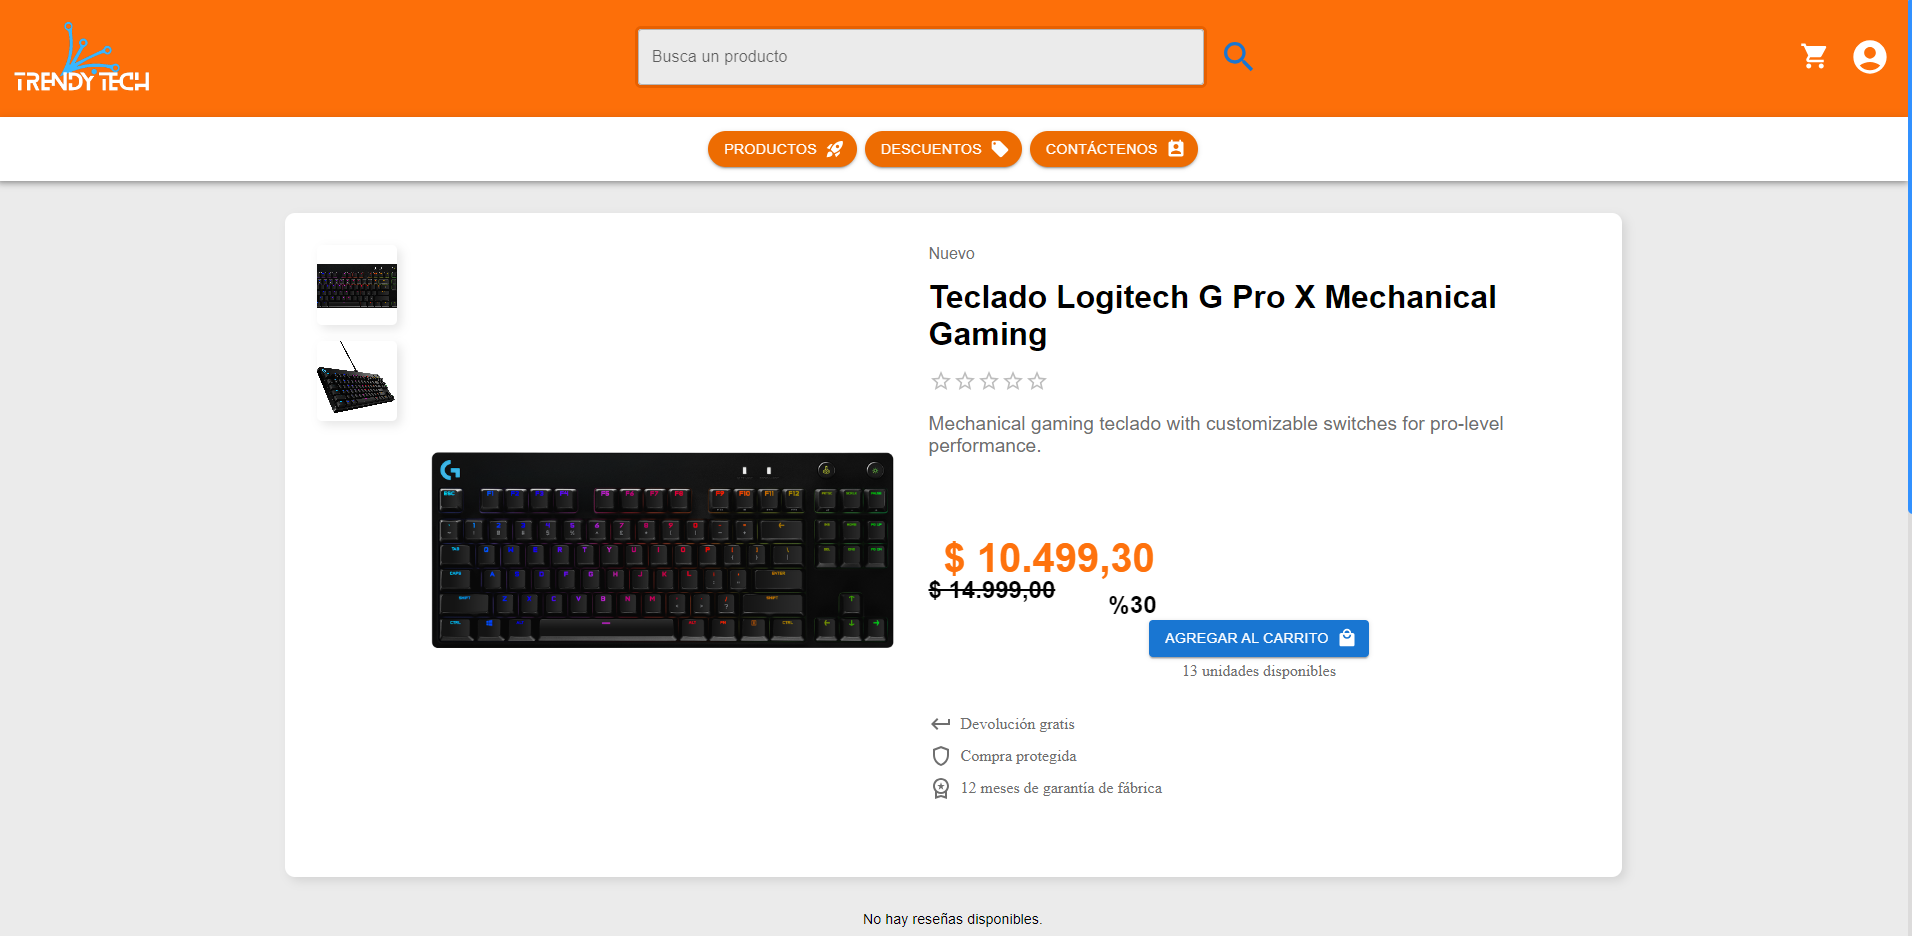 TRENDY TECH
Busca un producto
PRODUCTOS
DESCUENTOS
CONTÁCTENOS
Nuevo
Teclado Logitech G Pro X Mechanical
Gaming
Mechanical gaming teclado with customizable switches for pro-level
performance.
$ 10.499,30
$ 14.999,00
%30
AGREGAR AL CARRITO
13 unidades disponibles
Devolución gratis
Compra protegida
12 meses de garantía de fábrica
No hay reseñas disponibles.